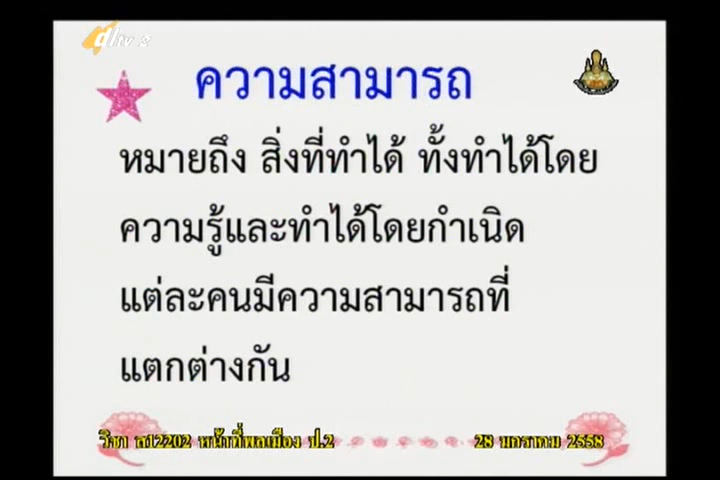 dltv 2
ความสามารถ
หมายถึง สิ่งที่ทำได้ ทั้งทำได้โดย
ความรู้และทำได้โดยกำเนิด
แต่ละคนมีความสามารถที่
แตกต่างกัน
วิชา ส12202 หน้าที่พลเมือง ป.2
28 มกราคม 2558